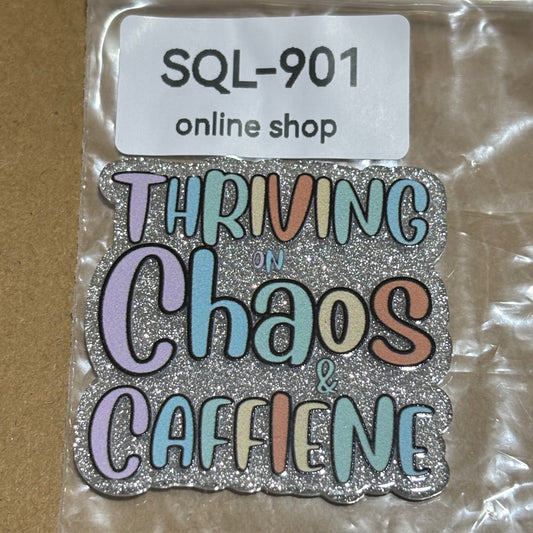 SQL-901
online shop
THRIVING
ON
Chaos
&
CAFFIENE